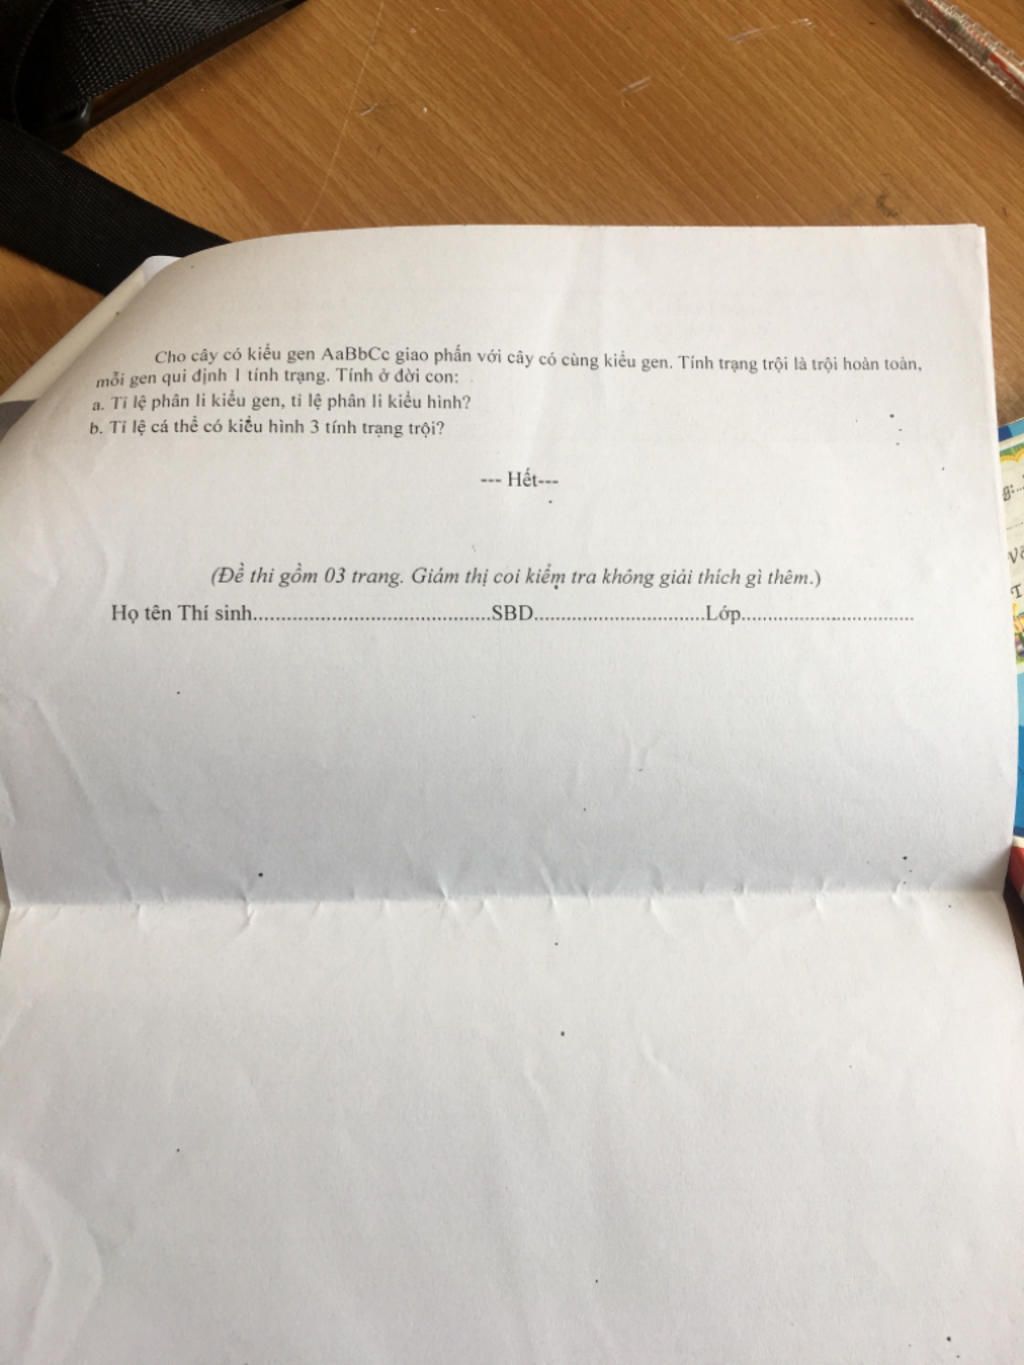 Cho cây có kiểu gen AaBbCc giao phấn với cây có cùng kiểu gen. Tính trạng trội là trội hoàn toàn,
mỗi gen qui định 1 tính trạng. Tính ở đời con:
a. Tỉ lệ phân li kiểu gen, tỉ lệ phân li kiểu hình?
b. Tỉ lệ cá thể có kiểu hình 3 tính trạng trội?
--- Hết---
(Đề thi gồm 03 trang. Giám thị coi kiểm tra không giải thích gì thêm.)
Họ tên Thí sinh...........................................SBD...............................Lớp................................